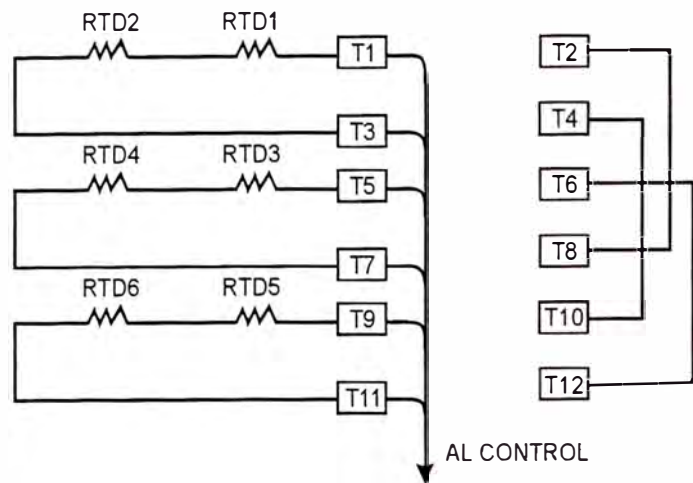 RTD2 RTD1
T1
T3
RTD4 RTD3
T5
T7
RTD6 RTD5
T9
T11
T2
T4
T6
T8
T10
T12
AL CONTROL